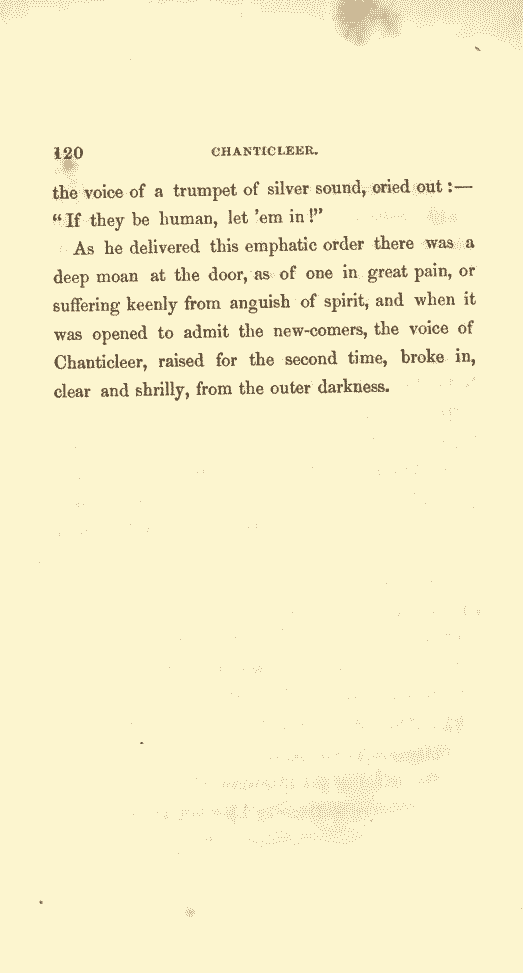 120 CHANTICLEER.
the voice of a trumpet of silver sound, cried out :—
“If they be human, let ’em in !”
As he delivered this emphatic order there was a
deep moan at the door, as of one in great pain, or
suffering keenly from anguish of spirit, and when it
was opened to admit the new-comers, the voice of
Chanticleer, raised for the second time, broke in,
clear and shrilly, from the outer darkness.